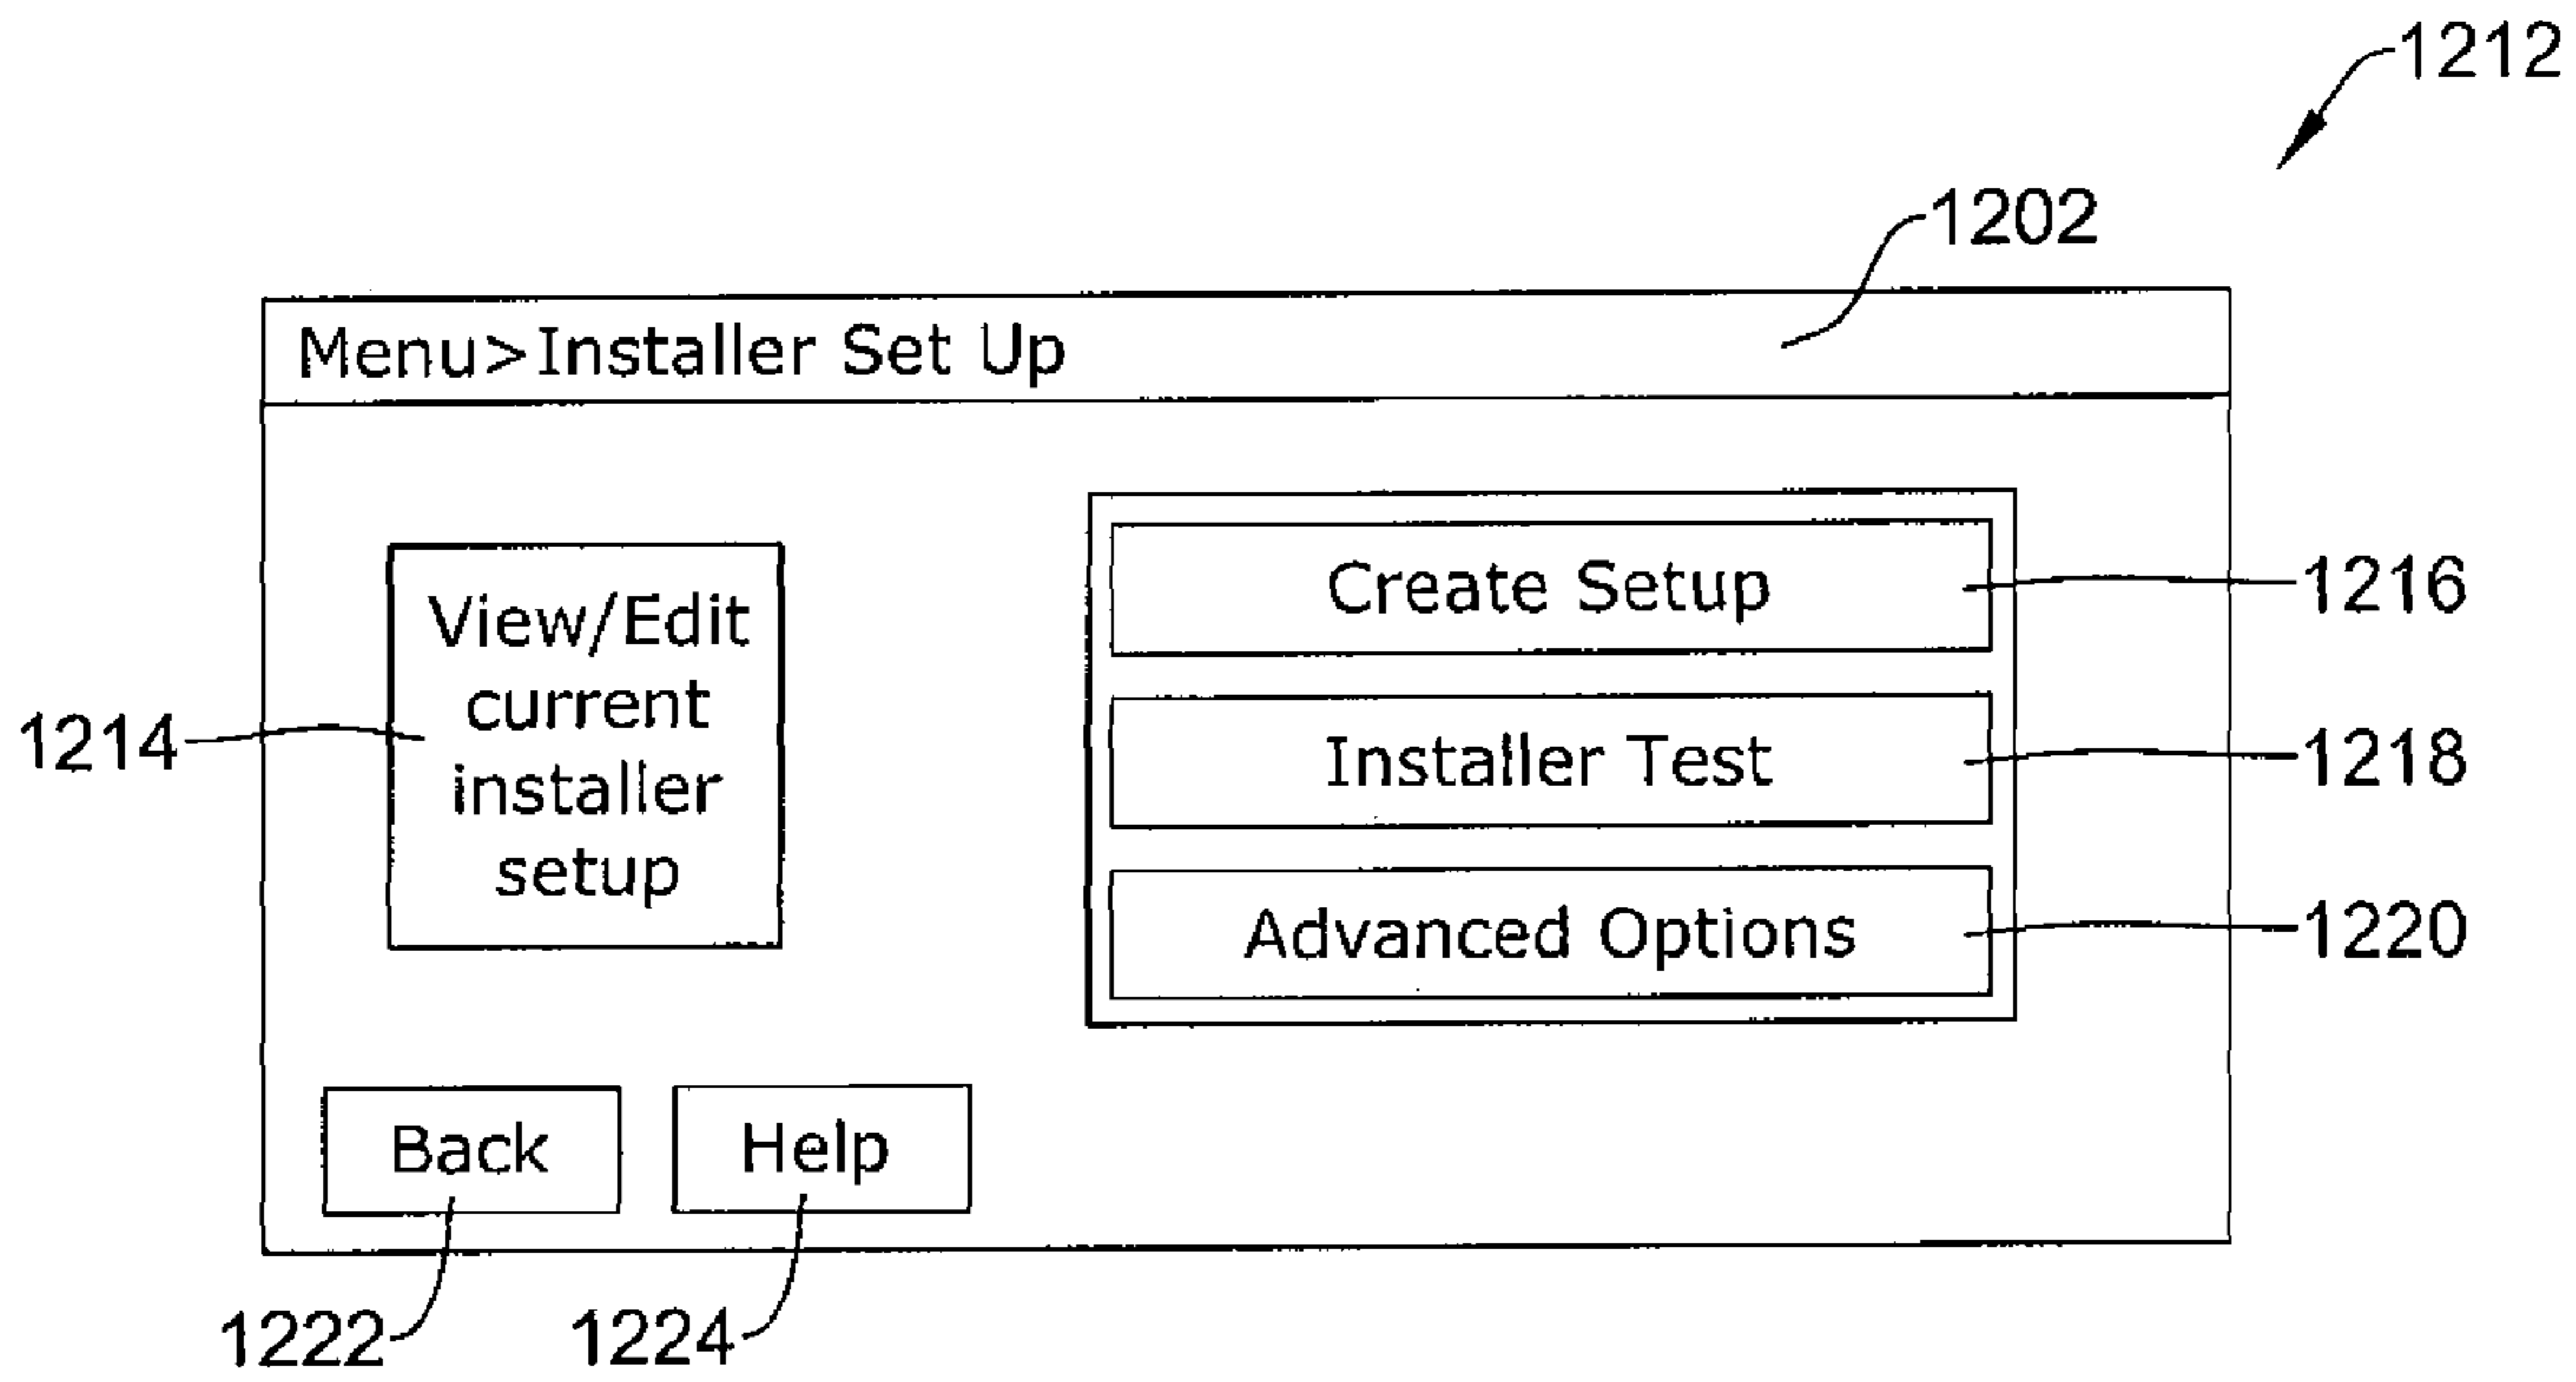 1212
1202
Menu>Installer Set Up
View/Edit
current
installer
setup
1214
Create Setup
1216
Installer Test
1218
Advanced Options
1220
Back
Help
1222
1224